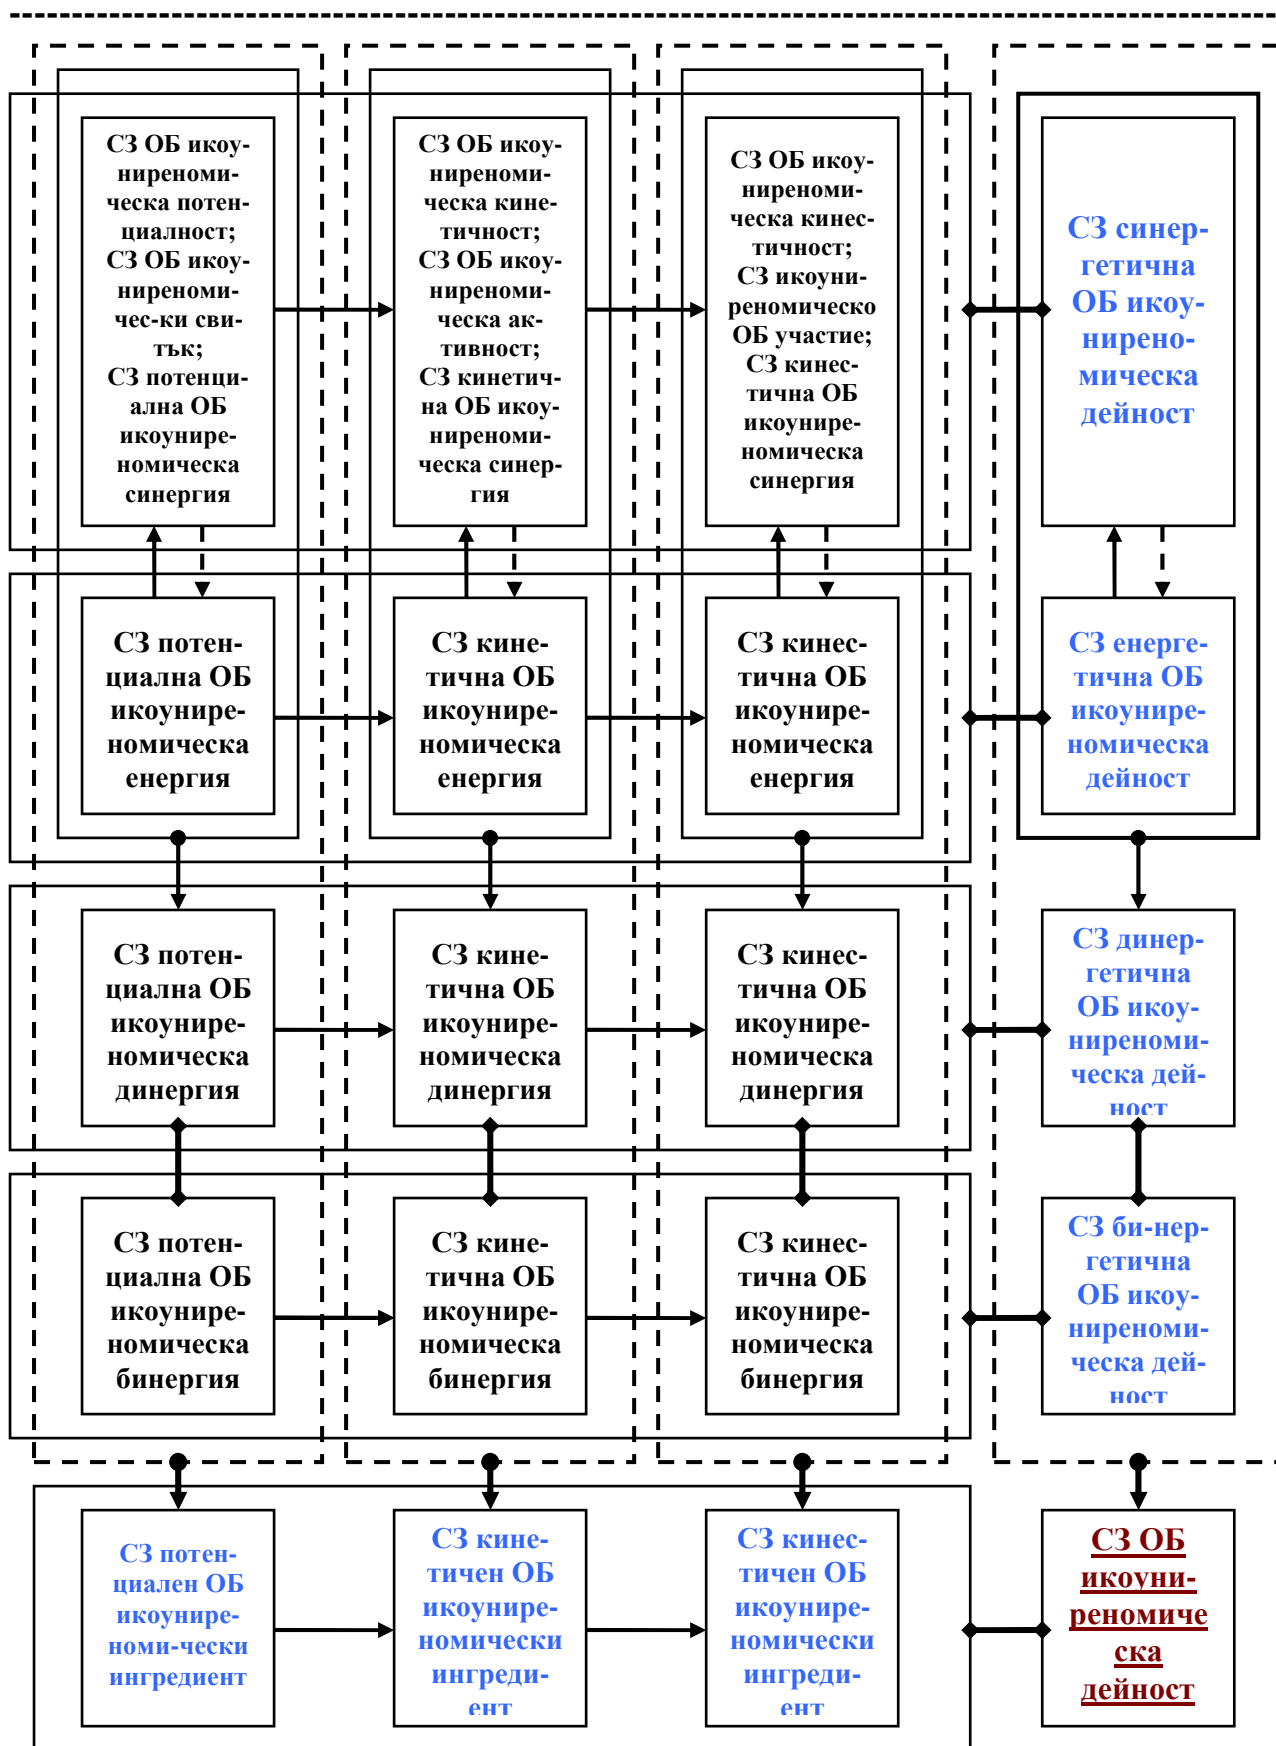 СЗ ОБ икоу-
ниреноми-
ческа потен-
циалност;
СЗ ОБ икоу-
ниреноми-
чес-ки сви-
тък;
СЗ потенци-
ална ОБ
икоунире-
номическа
синергия
СЗ ОБ икоу-
ниреноми-
ческа кине-
тичност;
СЗ ОБ икоу-
ниреноми-
ческа ак-
тивност;
СЗ кинетич-
на ОБ икоу-
ниреноми-
ческа синер-
гия
СЗ ОБ икоу-
ниреноми-
ческа кинес-
тичност;
СЗ икоуни-
реномическо
ОБ участие;
СЗ кинес-
тична ОБ
икоунире-
номическа
синергия
СЗ синер-
гетична
ОБ икоу-
нирено-
мическа
дейност
СЗ потен-
циална ОБ
икоунире-
номическа
енергия
СЗ кине-
тична ОБ
икоунире-
номическа
енергия
СЗ кинес-
тична ОБ
икоунире-
номическа
енергия
СЗ енерге-
тична ОБ
икоунире-
номическа
дейност
СЗ потен-
циална ОБ
икоунире-
номическа
динергия
СЗ кине-
тична ОБ
икоунире-
номическа
динергия
СЗ кинес-
тична ОБ
икоунире-
номическа
динергия
СЗ динер-
гетична
ОБ икоу-
ниреноми-
ческа дей-
ност
СЗ потен-
циална ОБ
икоунире-
номическа
бинергия
СЗ кине-
тична ОБ
икоунире-
номическа
бинергия
СЗ кинес-
тична ОБ
икоунире-
номическа
бинергия
СЗ би-нер-
гетична
ОБ икоу-
ниреноми-
ческа дей-
ност
СЗ потен-
циален ОБ
икоунире-
номи-чески
ингредиент
СЗ кине-
тичен ОБ
икоунире-
номически
ингреди-
ент
СЗ кинес-
тичен ОБ
икоунире-
номически
ингреди-
ент
СЗ ОБ
икоуни-
реномиче
ска
дейност